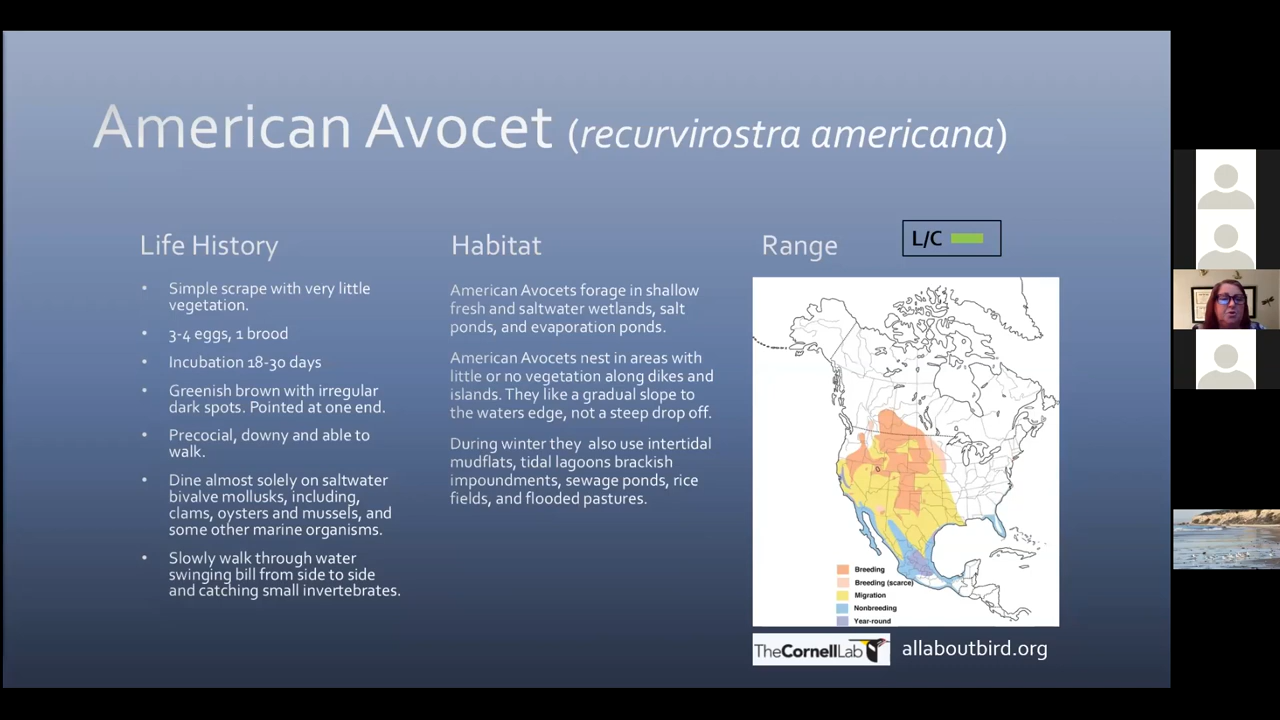 American Avocet (recurvirostra americana)
Life History
Simple scrape with very little
vegetation.
3-4 eggs, 1 brood
Incubation 18-30 days
Greenish brown with irregular
dark spots. Pointed at one end.
Precocial, downy and able to
walk.
Dine almost solely on saltwater
bivalve mollusks, including,
clams, oysters and mussels, and
some other marine organisms.
Slowly walk through water
swinging bill from side to side
and catching small invertebrates.
Habitat
American Avocets forage in shallow
fresh and saltwater wetlands, salt
ponds, and evaporation ponds.
American Avocets nest in areas with
little or no vegetation along dikes and
islands. They like a gradual slope to
the waters edge, not a steep drop off.
During winter they also use intertidal
mudflats, tidal lagoons brackish
impoundments, sewage ponds, rice
fields, and flooded pastures.
Range
L/C
Breeding
Breeding (scarce)
Migration
Nonbreeding
Year-round
TheCornellLab
allaboutbird.org